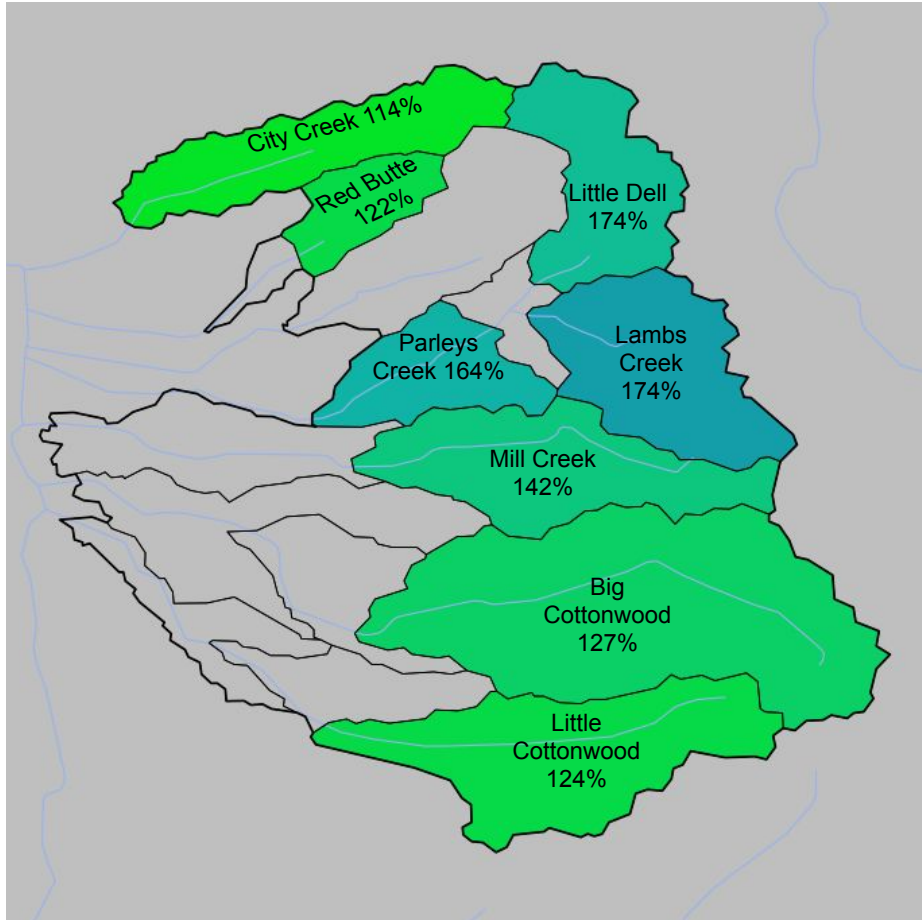 City Creek 114%
Red Butte
122%
Little Dell
174%
Parleys
Creek 164%
Lambs
Creek
174%
Mill Creek
142%
Big
Cottonwood
127%
Little
Cottonwood
124%